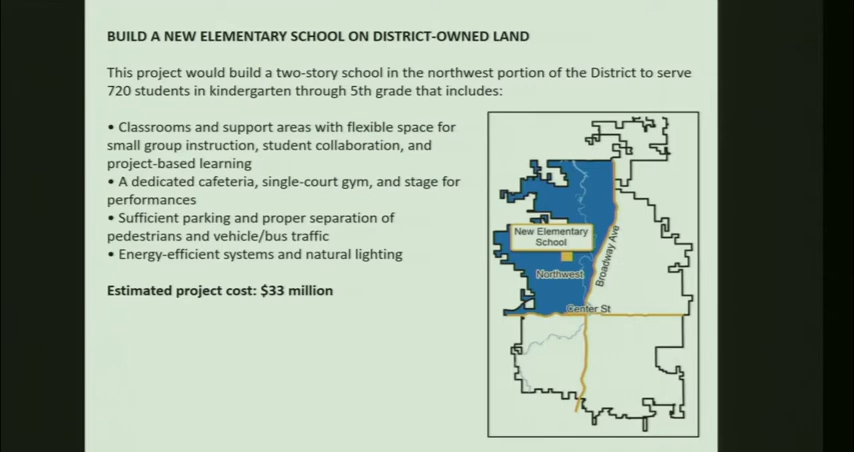 BUILD A NEW ELEMENTARY SCHOOL ON DISTRICT-OWNED LAND
This project would build a two-story school in the northwest portion of the District to serve
720 students in kindergarten through 5th grade that includes:
• Classrooms and support areas with flexible space for
small group instruction, student collaboration, and
project-based learning
• A dedicated cafeteria, single-court gym, and stage for
performances
• Sufficient parking and proper separation of
pedestrians and vehicle/bus traffic
• Energy-efficient systems and natural lighting
Estimated project cost: $33 million
New Elementary
School
Northwest
Broadway Ave
Center St